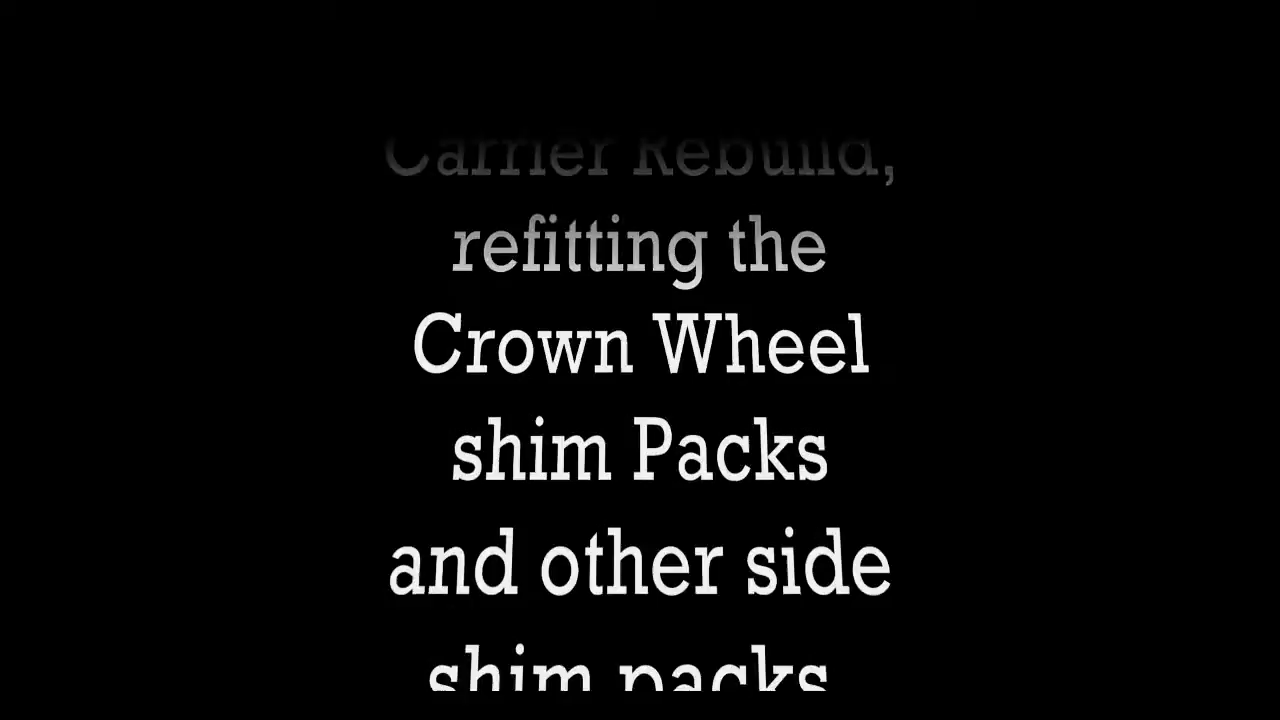 Carrier Rebuild,
refitting the
Crown Wheel
shim Packs
and other side
shim packs